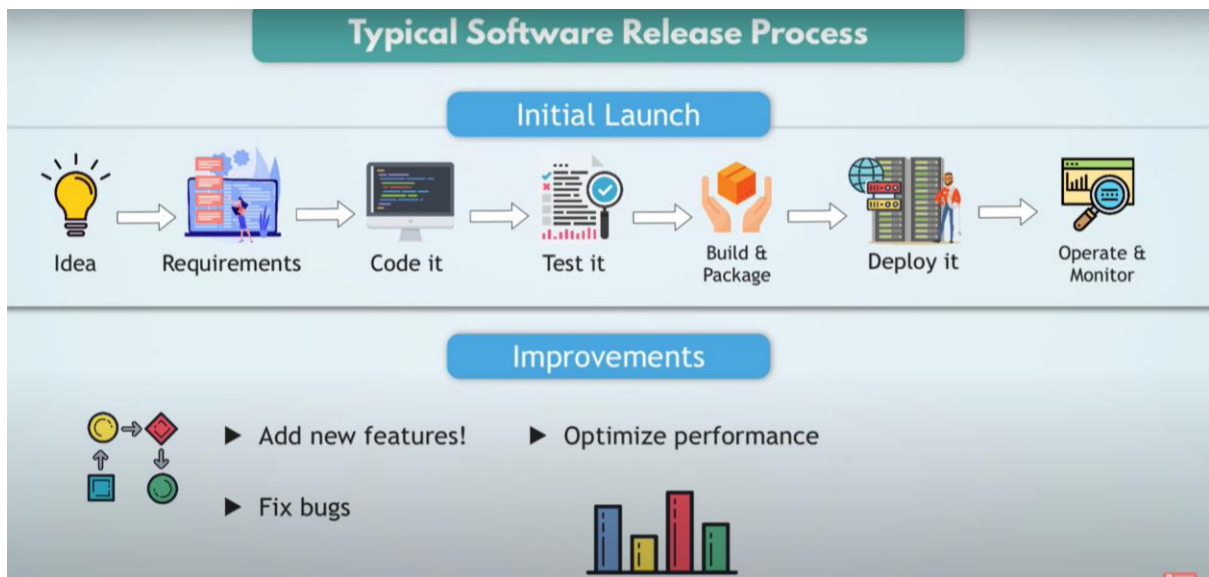 Typical Software Release Process
Initial Launch
Idea
Requirements
Code it
Test it
Build &
Package
Deploy it
Operate &
Monitor
Improvements
Add new features!
Optimize performance
Fix bugs